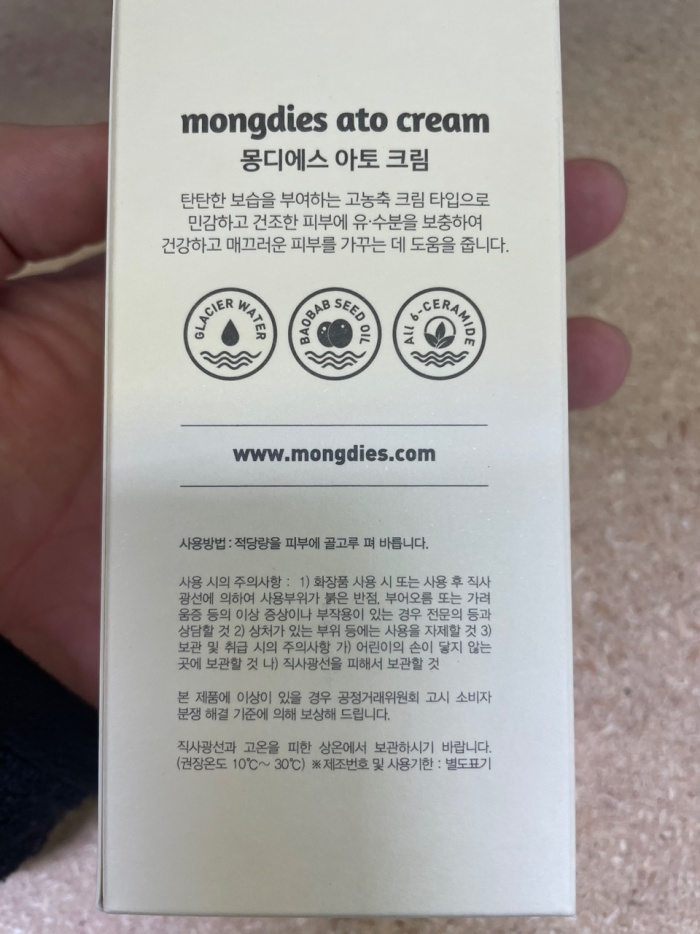 mongdies ato cream
몽디에스 아토 크림
탄탄한 보습을 부여하는 고농축 크림 타입으로
민감하고 건조한 피부에 유·수분을 보충하여
건강하고 매끄러운 피부를 가꾸는 데 도움을 줍니다.
GLACIER WATER
BAOBAB SEED OIL
All 6-CERAMIDE
www.mongdies.com
사용방법 : 적당량을 피부에 골고루 펴 바릅니다.
사용 시의 주의사항 : 1) 화장품 사용 시 또는 사용 후 직사
광선에 의하여 사용부위가 붉은 반점, 부어오름 또는 가려
움증 등의 이상 증상이나 부작용이 있는 경우 전문의 등과
상담할 것 2) 상처가 있는 부위 등에는 사용을 자제할 것 3)
보관 및 취급 시의 주의사항 가) 어린이의 손이 닿지 않는
곳에 보관할 것 나) 직사광선을 피해서 보관할 것
본 제품에 이상이 있을 경우 공정거래위원회 고시 소비자
분쟁 해결 기준에 의해 보상해 드립니다.
직사광선과 고온을 피한 상온에서 보관하시기 바랍니다.
(권장온도 10℃~ 30℃) ※ 제조번호 및 사용기한 : 별도표기